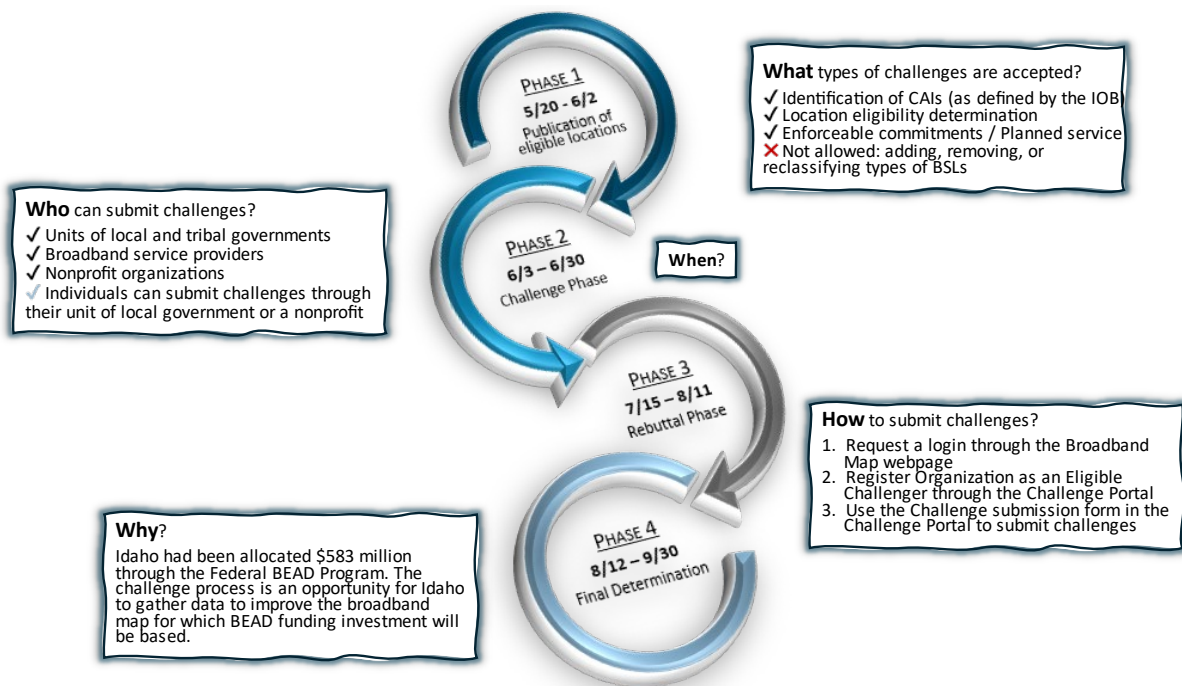 PHASE 1
5/20 - 6/2
Publication of
eligible locations
What types of challenges are accepted?
✓ Identification of CAIs (as defined by the IOB)
✓ Location eligibility determination
✓ Enforceable commitments / Planned service
✗ Not allowed: adding, removing, or
reclassifying types of BSLs
Who can submit challenges?
✓ Units of local and tribal governments
✓ Broadband service providers
✓ Nonprofit organizations
✓ Individuals can submit challenges through
their unit of local government or a nonprofit
PHASE 2
6/3 – 6/30
Challenge Phase
When?
PHASE 3
7/15 – 8/11
Rebuttal Phase
How to submit challenges?
1. Request a login through the Broadband
Map webpage
2. Register Organization as an Eligible
Challenger through the Challenge Portal
3. Use the Challenge submission form in the
Challenge Portal to submit challenges
Why?
Idaho had been allocated $583 million
through the Federal BEAD Program. The
challenge process is an opportunity for Idaho
to gather data to improve the broadband
map for which BEAD funding investment will
be based.
PHASE 4
8/12 – 9/30
Final Determination